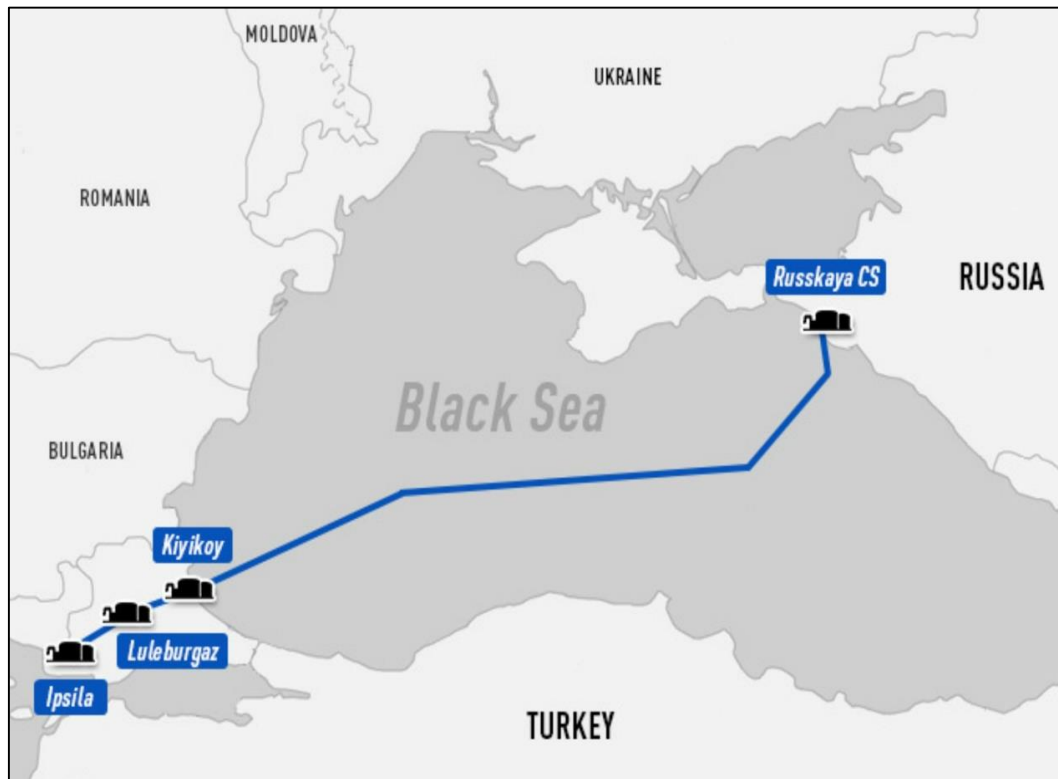 MOLDOVA
UKRAINE
ROMANIA
Russkaya CS
RUSSIA
Black Sea
BULGARIA
Kiyikoy
Luleburgaz
Ipsila
TURKEY